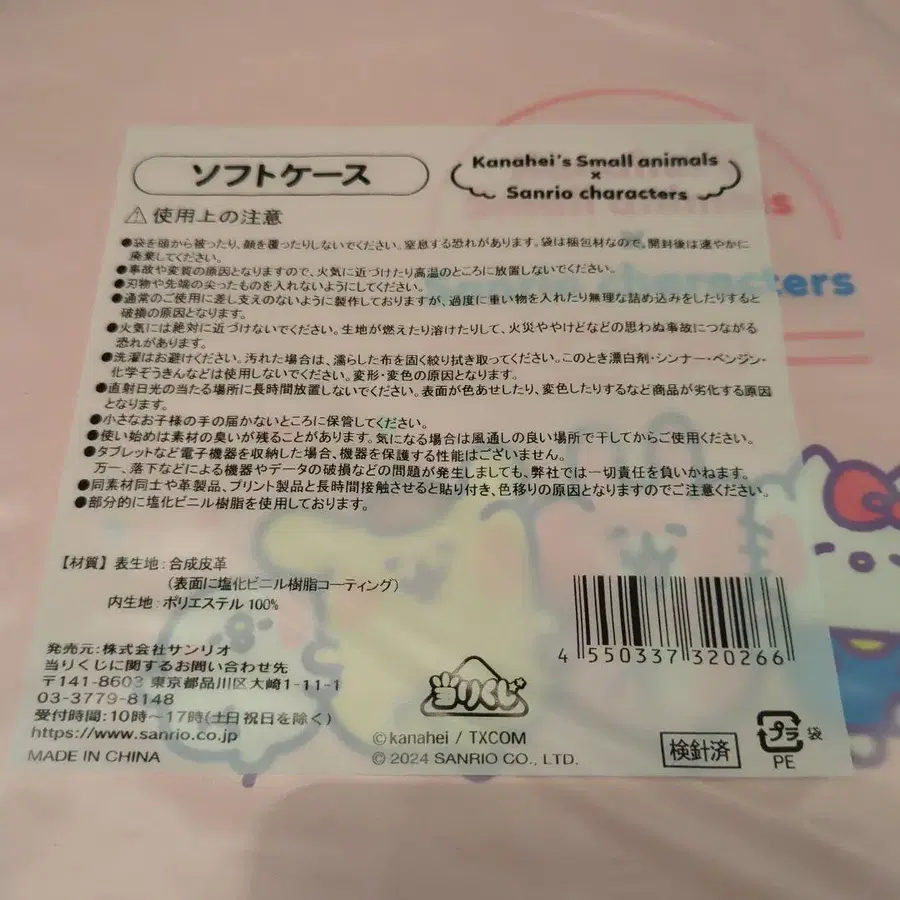 ソフトケース
Kanahei's Small animals
×
Sanrio characters
⚠使用上の注意
●袋を頭から被ったり、顔を覆ったりしないでください。窒息する恐れがあります。袋は梱包材なので、開封後は速やかに
廃棄してください。
●事故や変質の原因となりますので、火気に近づけたり高温のところに放置しないでください。
●刃物や先端の尖ったものを入れないようにしてください。
●通常のご使用に差し支えのないように製作しておりますが、過度に重い物を入れたり無理な詰め込みをしたりすると
破損の原因となります。
●火気には絶対に近づけないでください。生地が燃えたり溶けたりして、火災ややけどなどの思わぬ事故につながる
恐れがあります。
●洗濯はお避けください。汚れた場合は、濡らした布を固く絞り拭き取ってください。このとき漂白剤・シンナー・ベンジン・
化学ぞうきんなどは使用しないでください。変形・変色の原因となります。
●直射日光の当たる場所に長時間放置しないでください。表面が色あせしたり、変色したりするなど商品が劣化する原因
となります。
●小さなお子様の手の届かないところに保管してください。
●使い始めは素材の臭いが残ることがあります。気になる場合は風通しの良い場所で干してからご使用ください。
●タブレットなど電子機器を収納した場合、機器を保護する性能はございません。
万一、落下などによる機器やデータの破損などの問題が発生しましても、弊社では一切責任を負いかねます。
●同素材同士や革製品、プリント製品と長時間接触させると貼り付き、色移りの原因となりますのでご注意ください。
●部分的に塩化ビニル樹脂を使用しております。
【材質】表生地:合成皮革
(表面に塩化ビニル樹脂コーティング)
内生地:ポリエステル100%
発売元:株式会社サンリオ
当りくじに関するお問い合わせ先
〒141-8603 東京都品川区大崎1-11-1
03-3779-8148
受付時間:10時〜17時(土日祝日を除く)
https://www.sanrio.co.jp
MADE IN CHINA
当りくじ
©kanahei / TXCOM
© 2024 SANRIO CO., LTD.
4 550337 320266
検針済
プラ 袋
PE